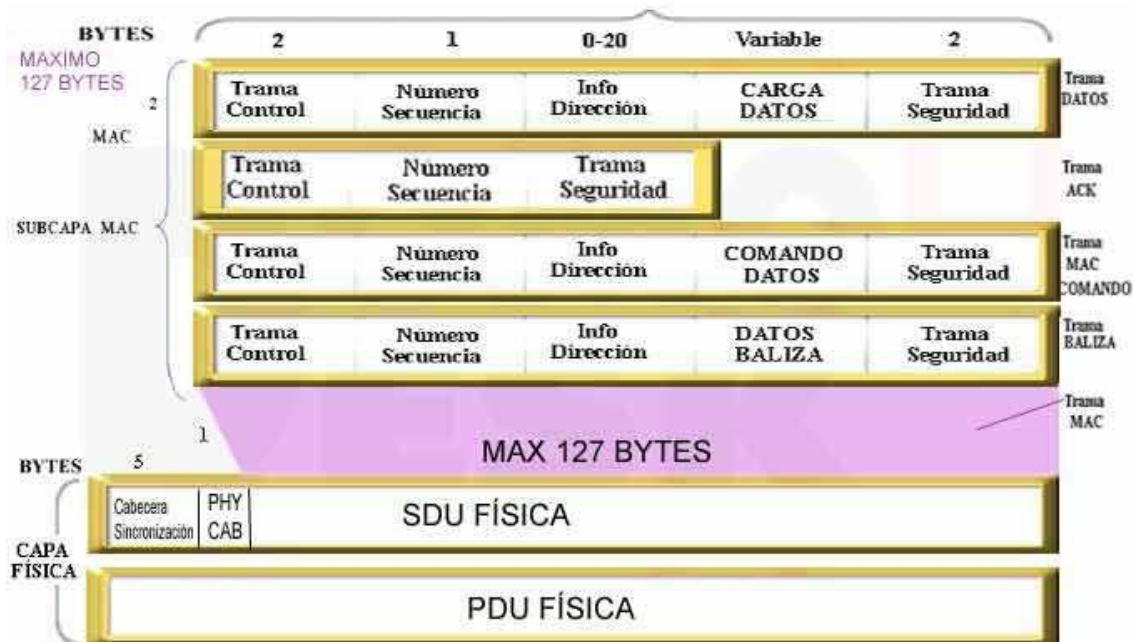 BYTES 2 1 0-20 Variable 2
MAXIMO
127 BYTES
2
MAC
SUBCAPA MAC
Trama Control
Número Secuencia
Info Dirección
CARGA DATOS
Trama Seguridad
Trama DATOS
Trama Control
Número Secuencia
Trama Seguridad
Trama ACK
Trama Control
Número Secuencia
Info Dirección
COMANDO DATOS
Trama Seguridad
Trama MAC COMANDO
Trama Control
Número Secuencia
Info Dirección
DATOS BALIZA
Trama Seguridad
Trama BALIZA
Trama MAC
1
MAX 127 BYTES
BYTES 5
Cabecera Sincronización
PHY CAB
SDU FÍSICA
CAPA FÍSICA
PDU FÍSICA